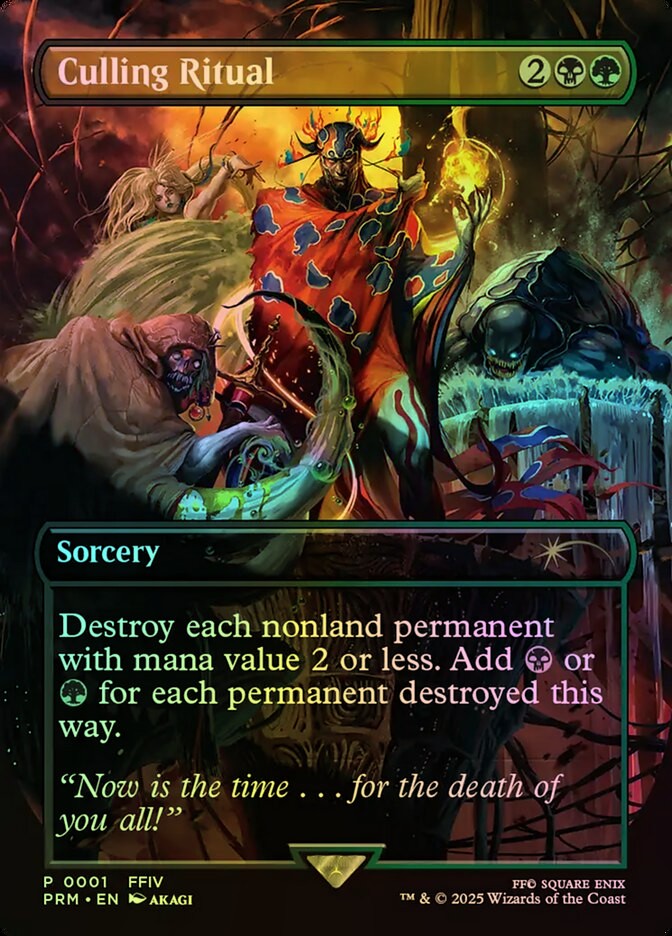 Culling Ritual 2
Sorcery
Destroy each nonland permanent
with mana value 2 or less. Add or
for each permanent destroyed this
way.
“Now is the time . . . for the death of
you all!”
P 0001 FFIV
PRM • EN AKAGI
FF© SQUARE ENIX
™ & © 2025 Wizards of the Coast